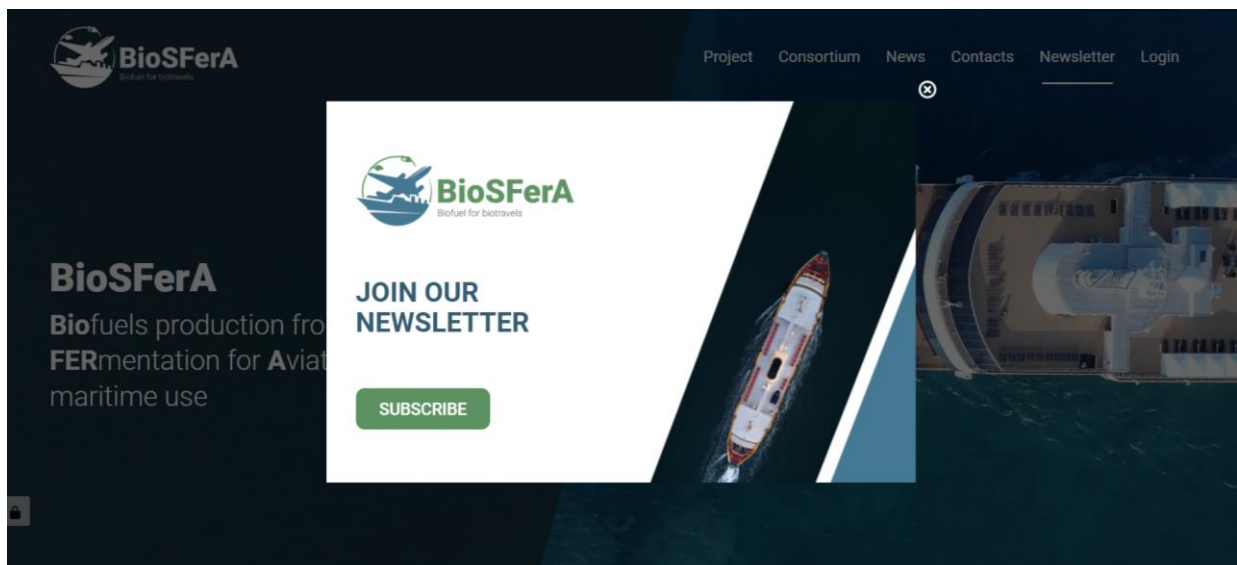 BioSFerA
Biofuel for biotravels
Project Consortium News Contacts Newsletter Login
BioSFerA
Biofuel for biotravels
BioSFerA
Biofuels production fro
FERmentation for Aviat
maritime use
JOIN OUR
NEWSLETTER
SUBSCRIBE